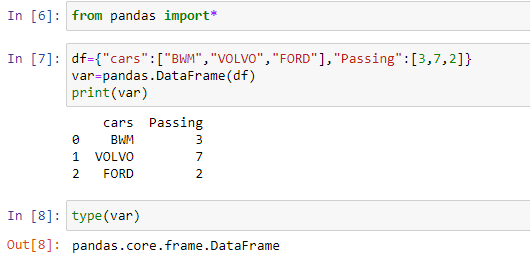 In [6]: from pandas import*
In [7]: df={"cars":["BWM","VOLVO","FORD"],"Passing":[3,7,2]}
var=pandas.DataFrame(df)
print(var)
cars Passing
0 BWM 3
1 VOLVO 7
2 FORD 2
In [8]: type(var)
Out[8]: pandas.core.frame.DataFrame